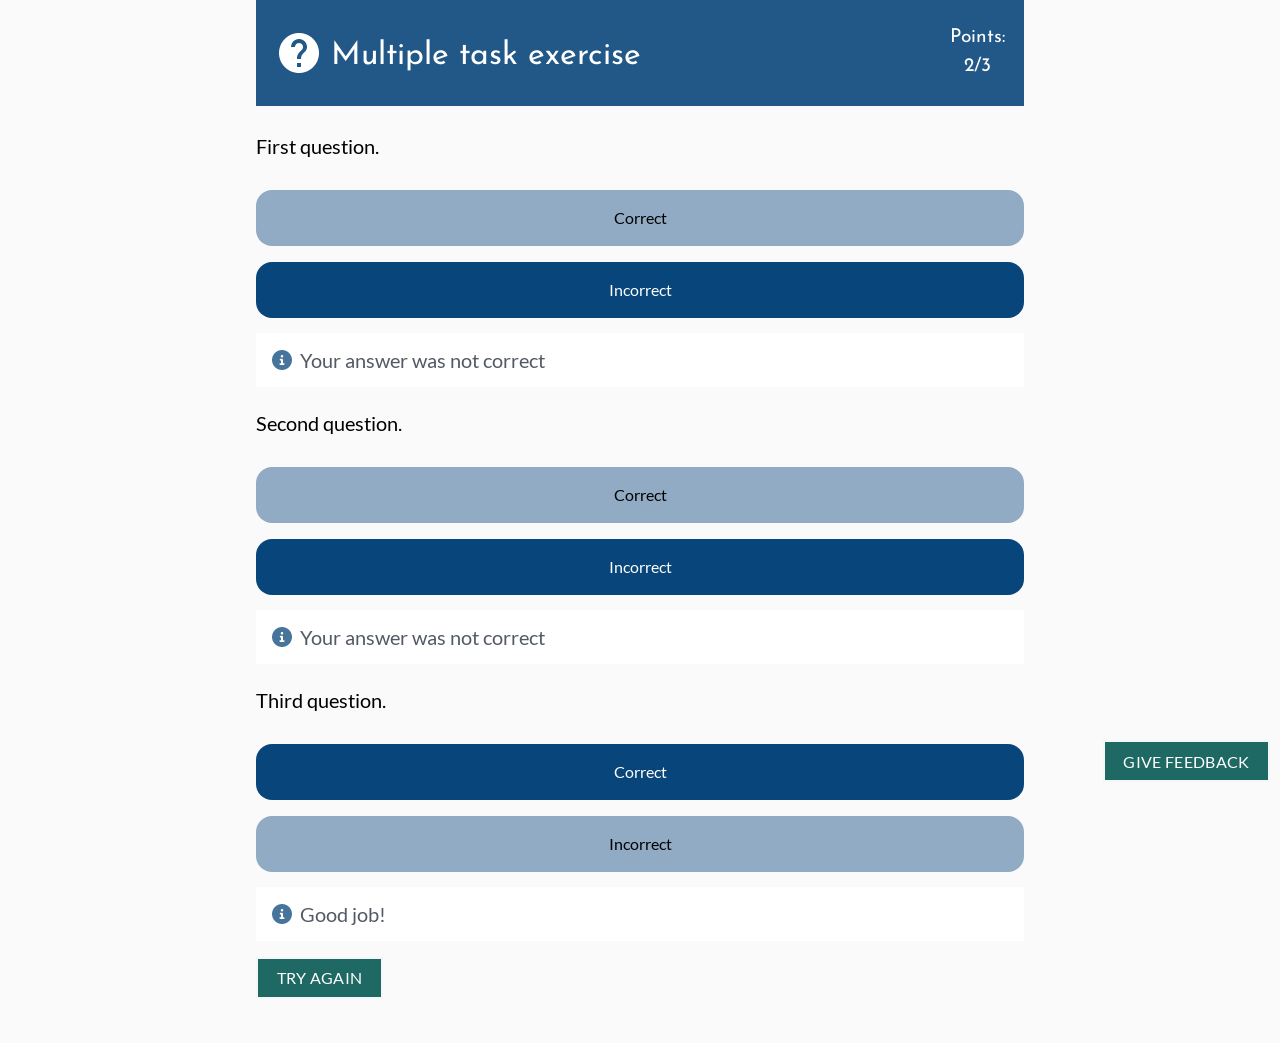 Multiple task exercise
Points:
2/3
First question.
Correct
Incorrect
Your answer was not correct
Second question.
Correct
Incorrect
Your answer was not correct
Third question.
Correct
GIVE FEEDBACK
Incorrect
Good job!
TRY AGAIN